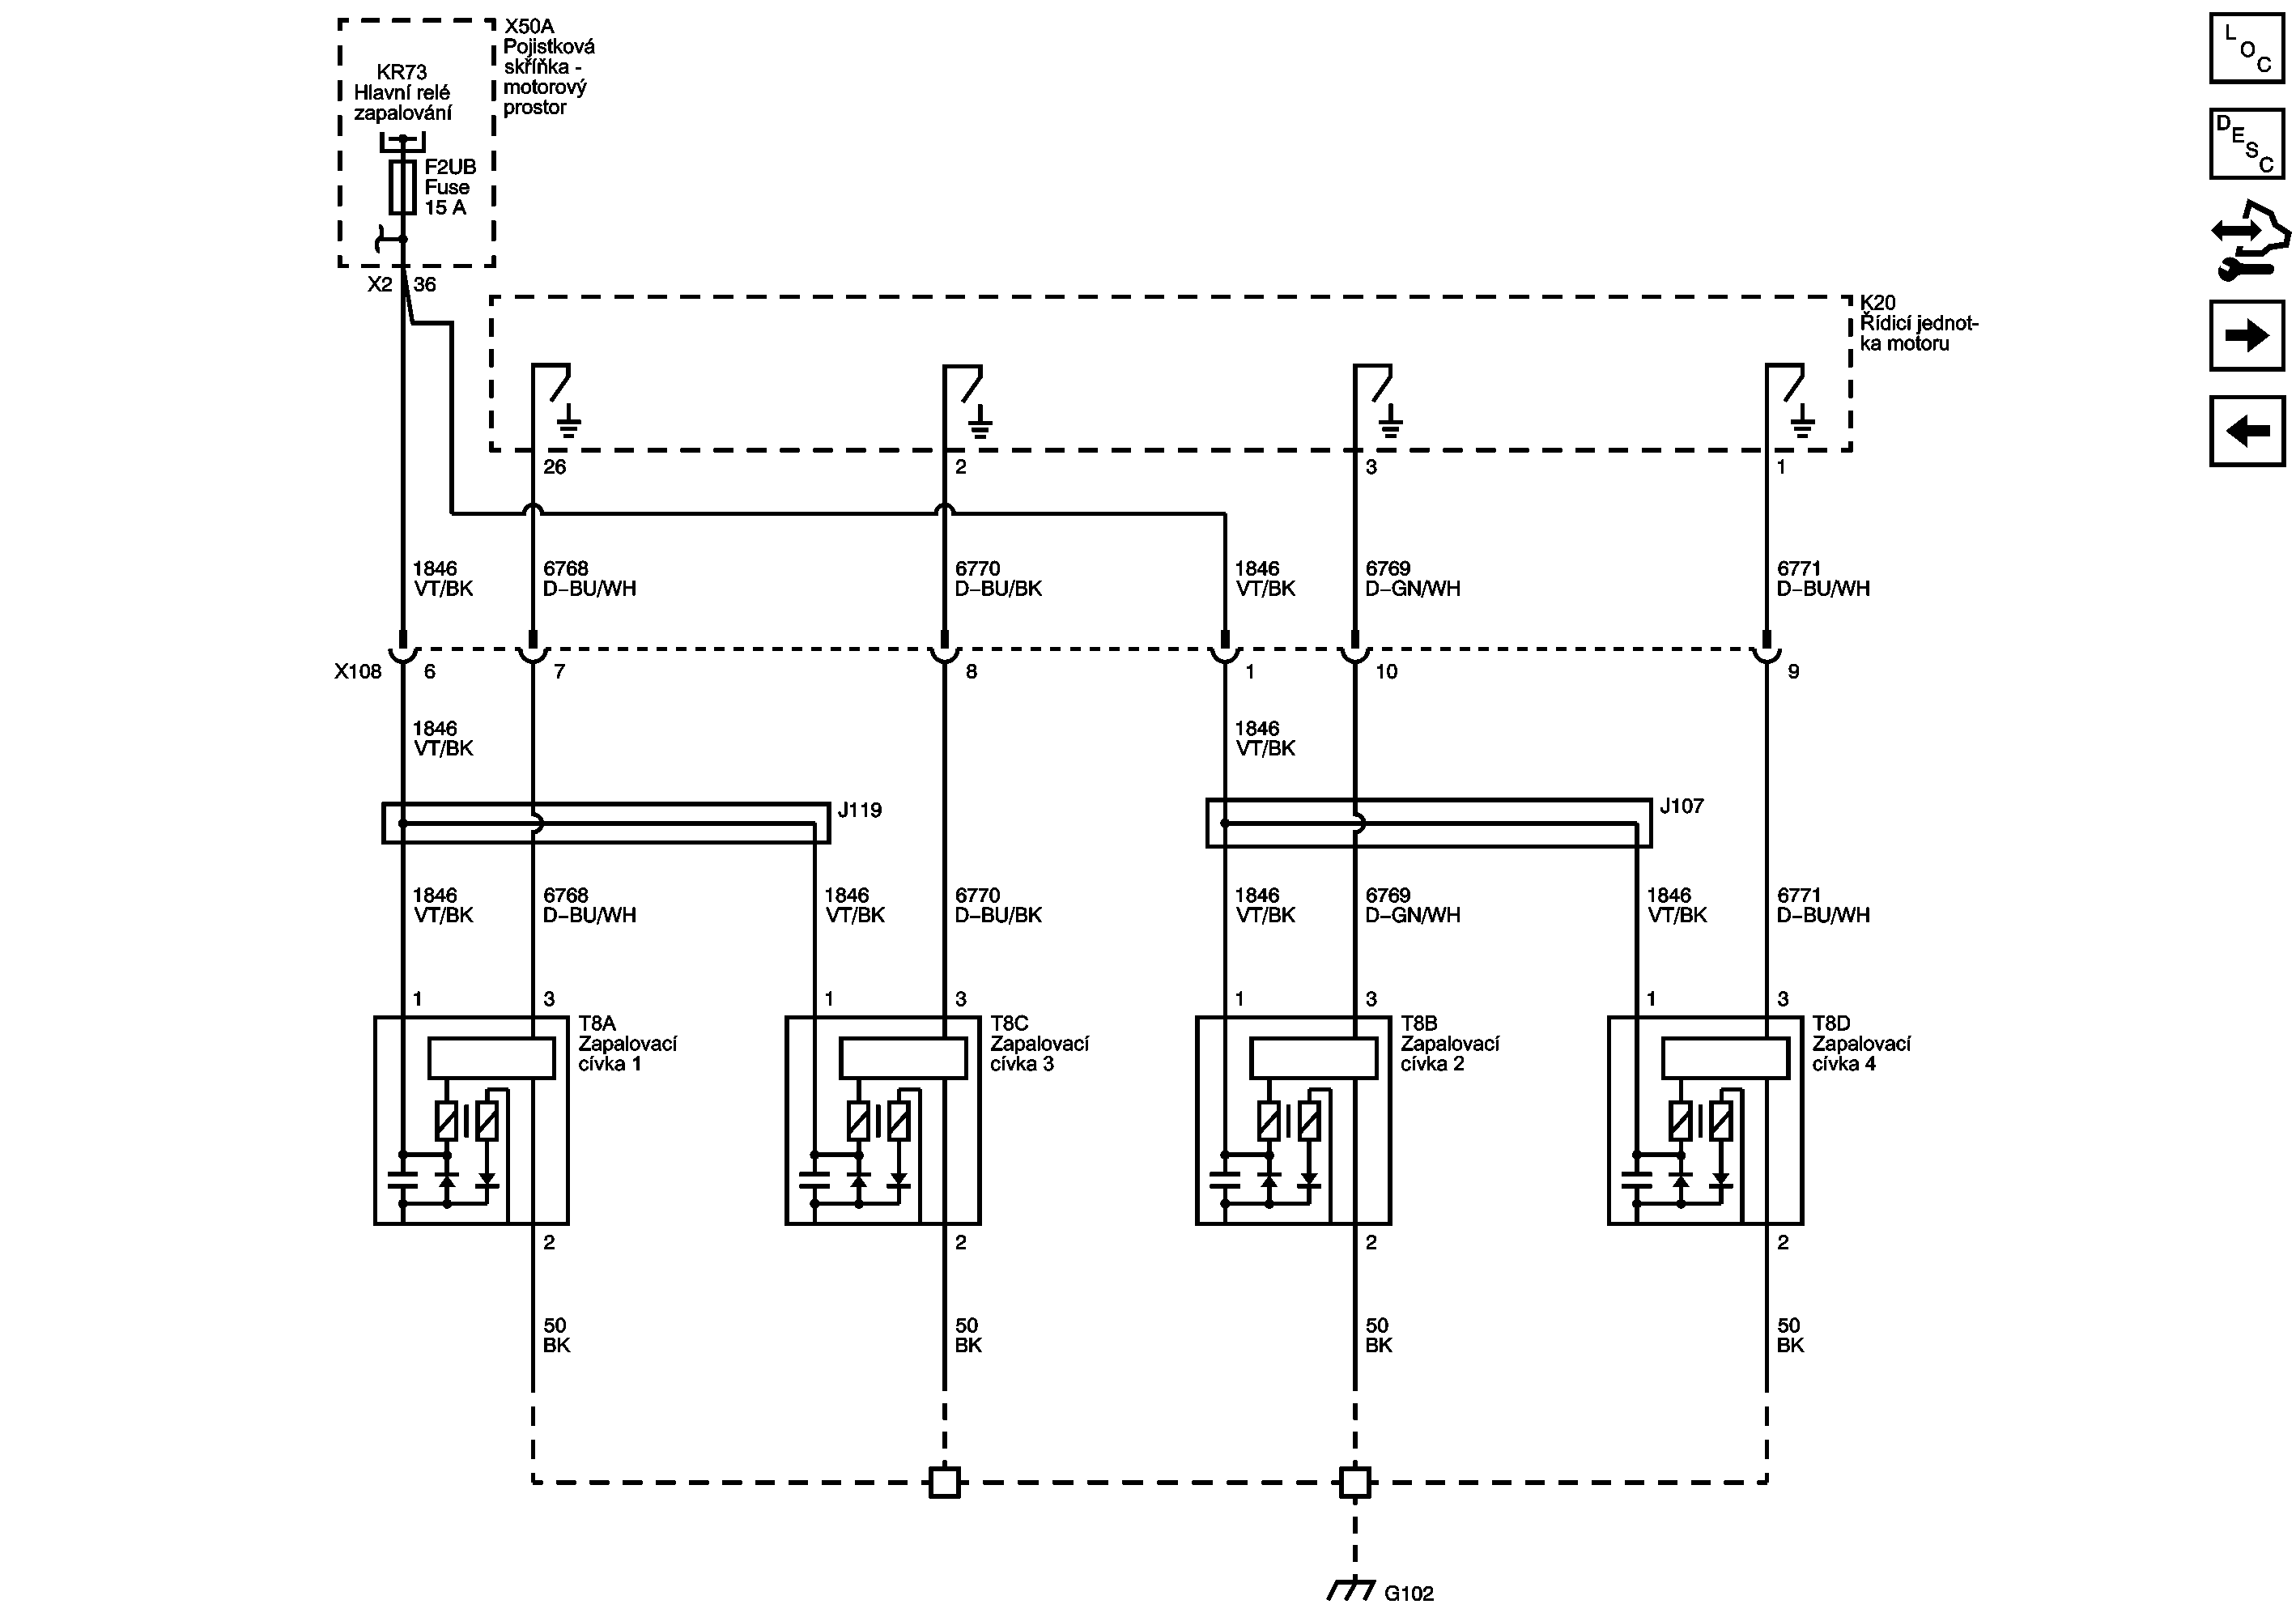 X50A
Pojistková
skříňka -
motorový
prostor
KR73
Hlavní relé
zapalování
F2UB
Fuse
15 A
X2 36
K20
Řídicí jednot-
ka motoru
26 2 3 1
1846 6768 6770 1846 6769 6771
VT/BK D–BU/WH D–BU/BK VT/BK D–GN/WH D–BU/WH
X108 6 7 8 1 10 9
1846 1846
VT/BK VT/BK
J119 J107
1846 6768 1846 6770 1846 6769 1846 6771
VT/BK D–BU/WH VT/BK D–BU/BK VT/BK D–GN/WH VT/BK D–BU/WH
1 3 1 3 1 3 1 3
T8A
Zapalovací
cívka 1
T8C
Zapalovací
cívka 3
T8B
Zapalovací
cívka 2
T8D
Zapalovací
cívka 4
2 2 2 2
50 50 50 50
BK BK BK BK
G102
LOC
DESC